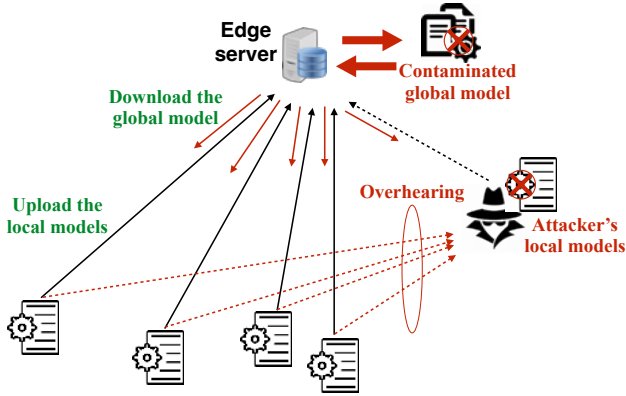 Edge
server
Contaminated
global model
Download the
global model
Upload the
local models
Overhearing
Attacker's
local models